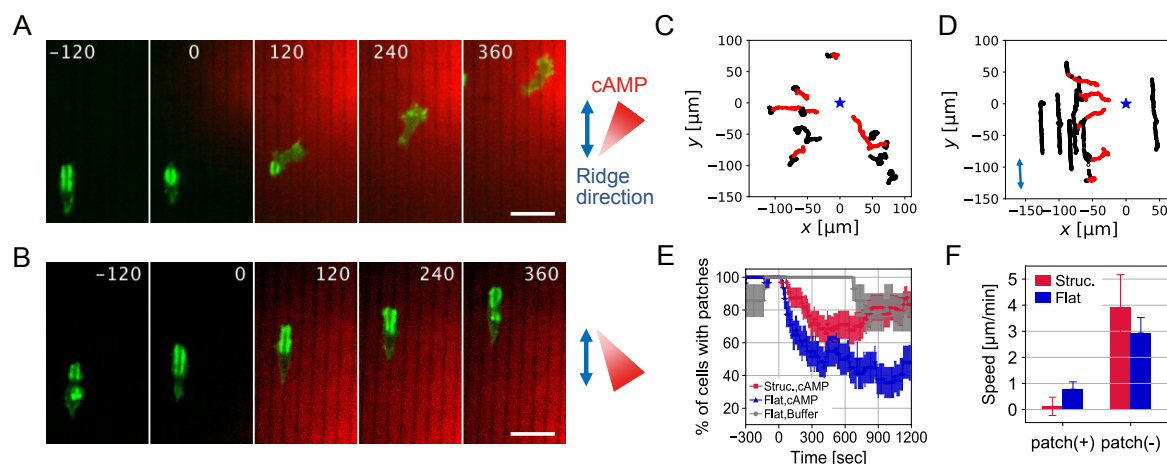 A
-120
0
120
240
360
cAMP
Ridge
direction
B
-120
0
120
240
360
C
y [μm]
100
50
0
−50
−100
−150
−100 −50 0 50 100
x [μm]
D
y [μm]
100
50
0
−50
−100
−150
−150 −100 −50 0 50
x [μm]
E
% of cells with patches
100
80
60
40
20
Struc.,cAMP
Flat,cAMP
Flat,Buffer
-300 0 300 600 900 1200
Time [sec]
F
Speed [μm/min]
5
4
3
2
1
0
Struc.
Flat
patch(+) patch(-)